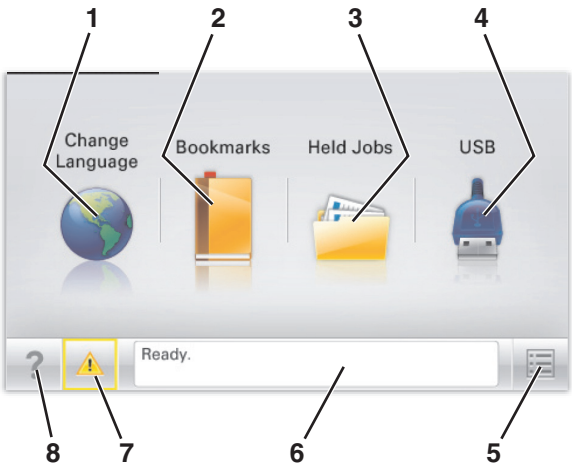 1 2 3 4
Change
Language
Bookmarks
Held Jobs
USB
?
Ready.
8 7 6 5